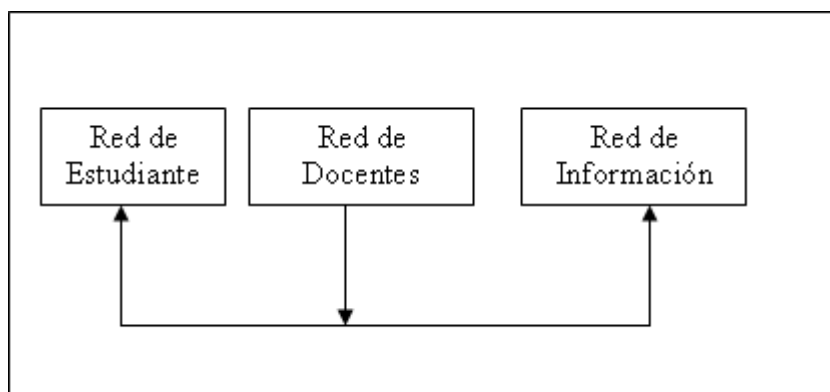 Red de
Estudiante
Red de
Docentes
Red de
Información